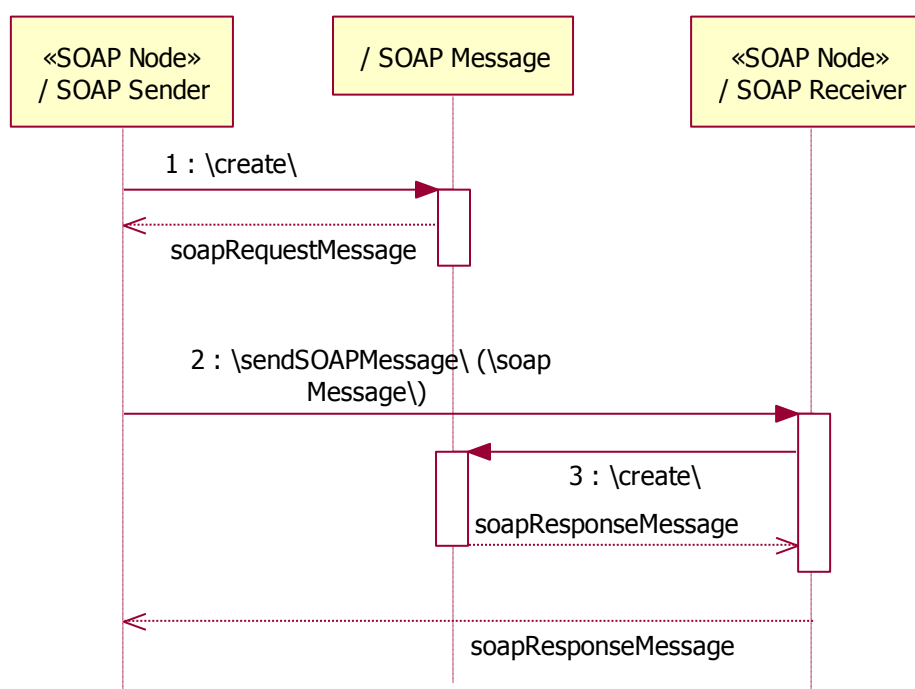 «SOAP Node»
/ SOAP Sender
/ SOAP Message
«SOAP Node»
/ SOAP Receiver
1 : \create\
soapRequestMessage
2 : \sendSOAPMessage\ (\soap
Message\)
3 : \create\
soapResponseMessage
soapResponseMessage